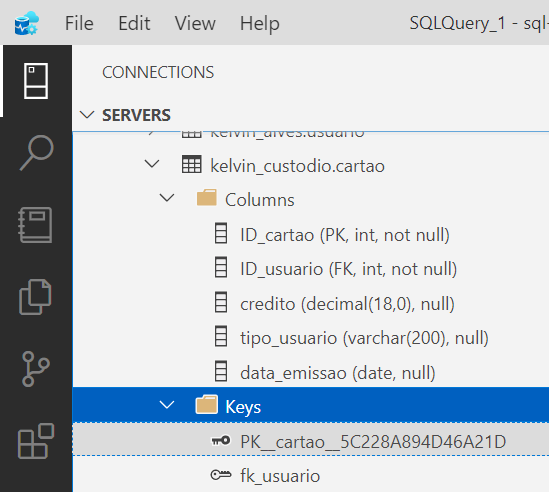 File Edit View Help SQLQuery_1 - sql-
CONNECTIONS
SERVERS
kelvin_alves.usuario
kelvin_custodio.cartao
Columns
ID_cartao (PK, int, not null)
ID_usuario (FK, int, not null)
credito (decimal(18,0), null)
tipo_usuario (varchar(200), null)
data_emissao (date, null)
Keys
PK__cartao__5C228A894D46A21D
fk_usuario